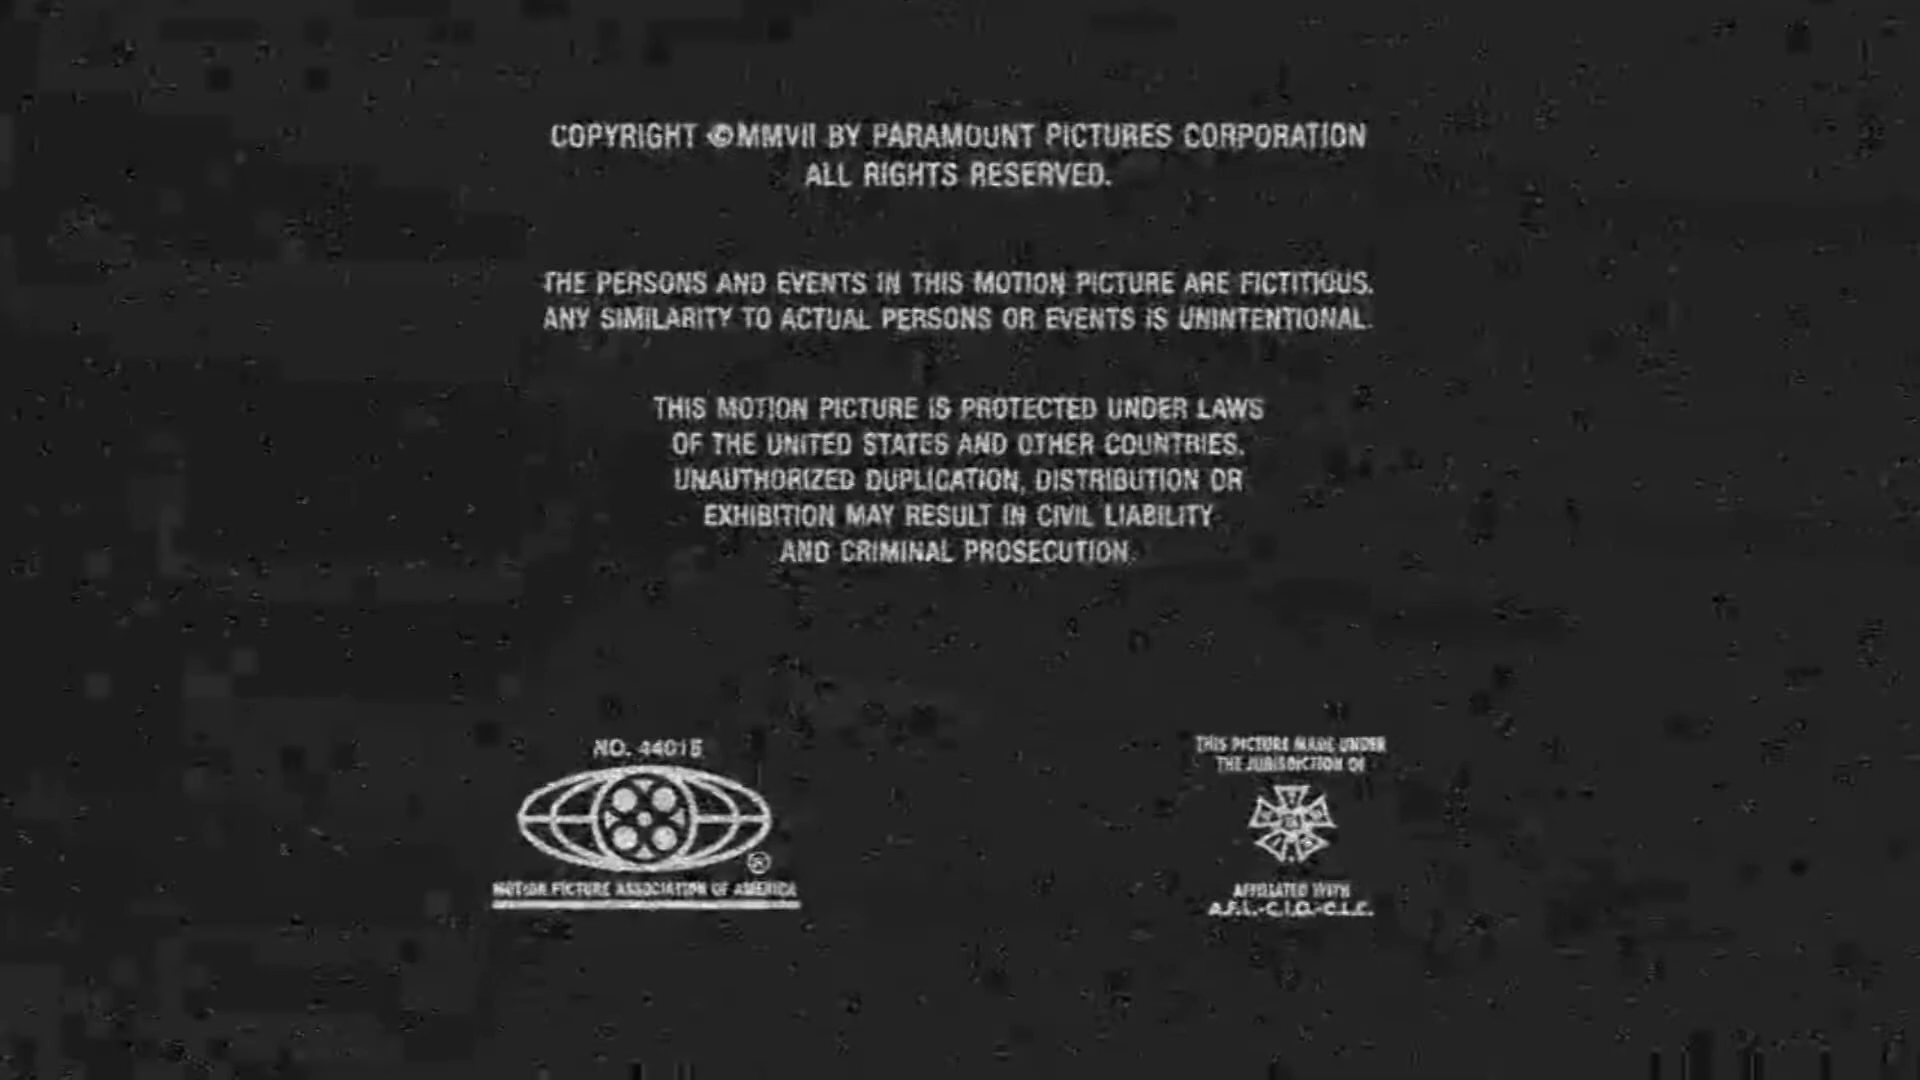 COPYRIGHT ©MMVII BY PARAMOUNT PICTURES CORPORATION
ALL RIGHTS RESERVED.
THE PERSONS AND EVENTS IN THIS MOTION PICTURE ARE FICTITIOUS.
ANY SIMILARITY TO ACTUAL PERSONS OR EVENTS IS UNINTENTIONAL.
THIS MOTION PICTURE IS PROTECTED UNDER LAWS
OF THE UNITED STATES AND OTHER COUNTRIES.
UNAUTHORIZED DUPLICATION, DISTRIBUTION OR
EXHIBITION MAY RESULT IN CIVIL LIABILITY
AND CRIMINAL PROSECUTION.
NO.
®
MOTION PICTURE ASSOCIATION OF AMERICA
THIS PICTURE MADE UNDER
THE JURISDICTION OF
AFFILIATED WITH
A.F.L.-C.I.O.-C.L.C.